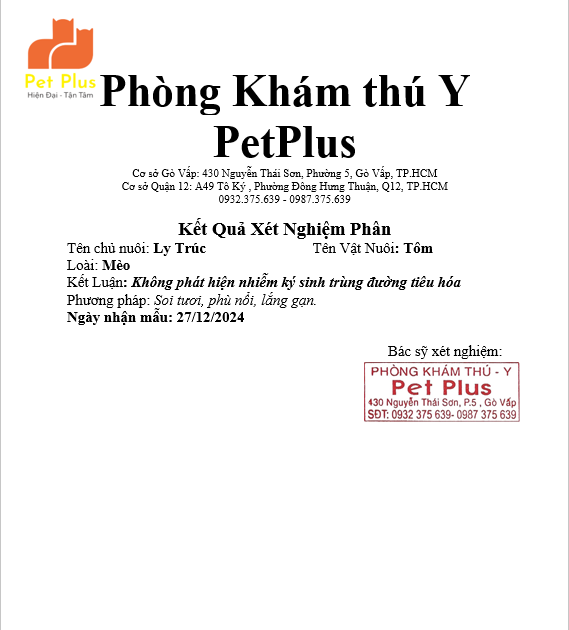 Pet Plus
Hiện Đại - Tận Tâm
Phòng Khám thú Y
PetPlus
Cơ sở Gò Vấp: 430 Nguyễn Thái Sơn, Phường 5, Gò Vấp, TP.HCM
Cơ sở Quận 12: A49 Tô Ký , Phường Đông Hưng Thuận, Q12, TP.HCM
0932.375.639 - 0987.375.639
Kết Quả Xét Nghiệm Phân
Tên chủ nuôi: Ly Trúc Tên Vật Nuôi: Tôm
Loài: Mèo
Kết Luận: Không phát hiện nhiễm ký sinh trùng đường tiêu hóa
Phương pháp: Soi tươi, phù nổi, lắng gạn.
Ngày nhận mẫu: 27/12/2024
Bác sỹ xét nghiệm:
PHÒNG KHÁM THÚ - Y
Pet Plus
430 Nguyễn Thái Sơn, P.5 , Gò Vấp
SĐT: 0932 375 639- 0987 375 639